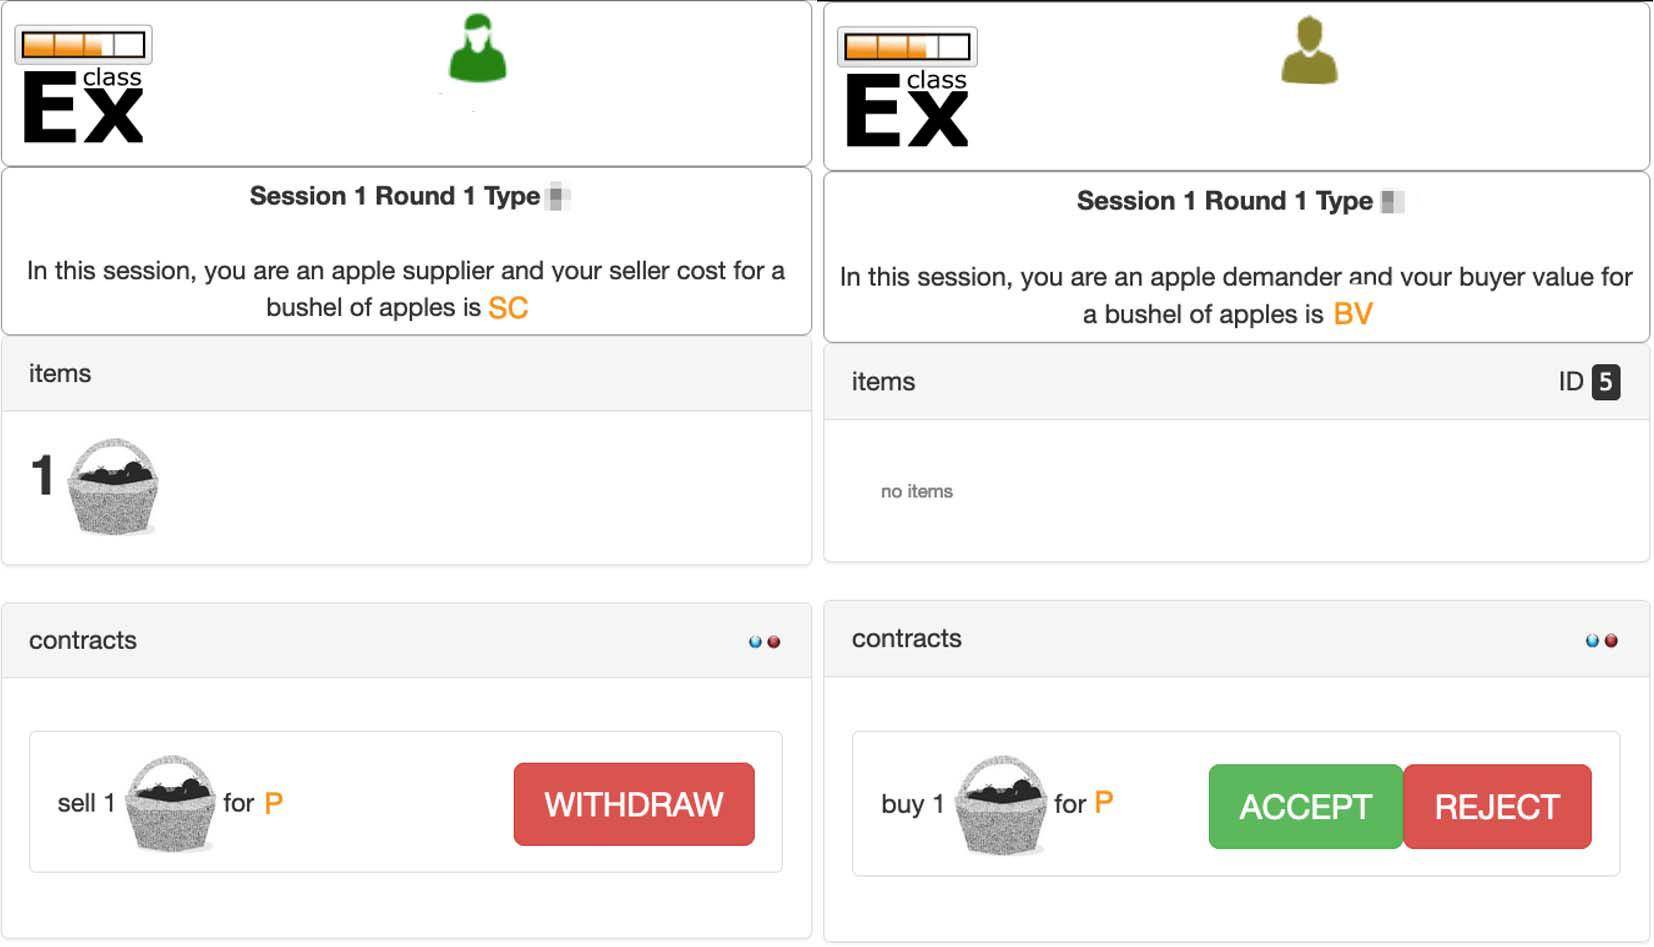 class
Ex
Session 1 Round 1 Type
In this session, you are an apple supplier and your seller cost for a
bushel of apples is SC
items
1
contracts
sell 1 for P
WITHDRAW
class
Ex
Session 1 Round 1 Type
In this session, you are an apple demander and your buyer value for
a bushel of apples is BV
items
ID 5
no items
contracts
buy 1 for P
ACCEPT
REJECT